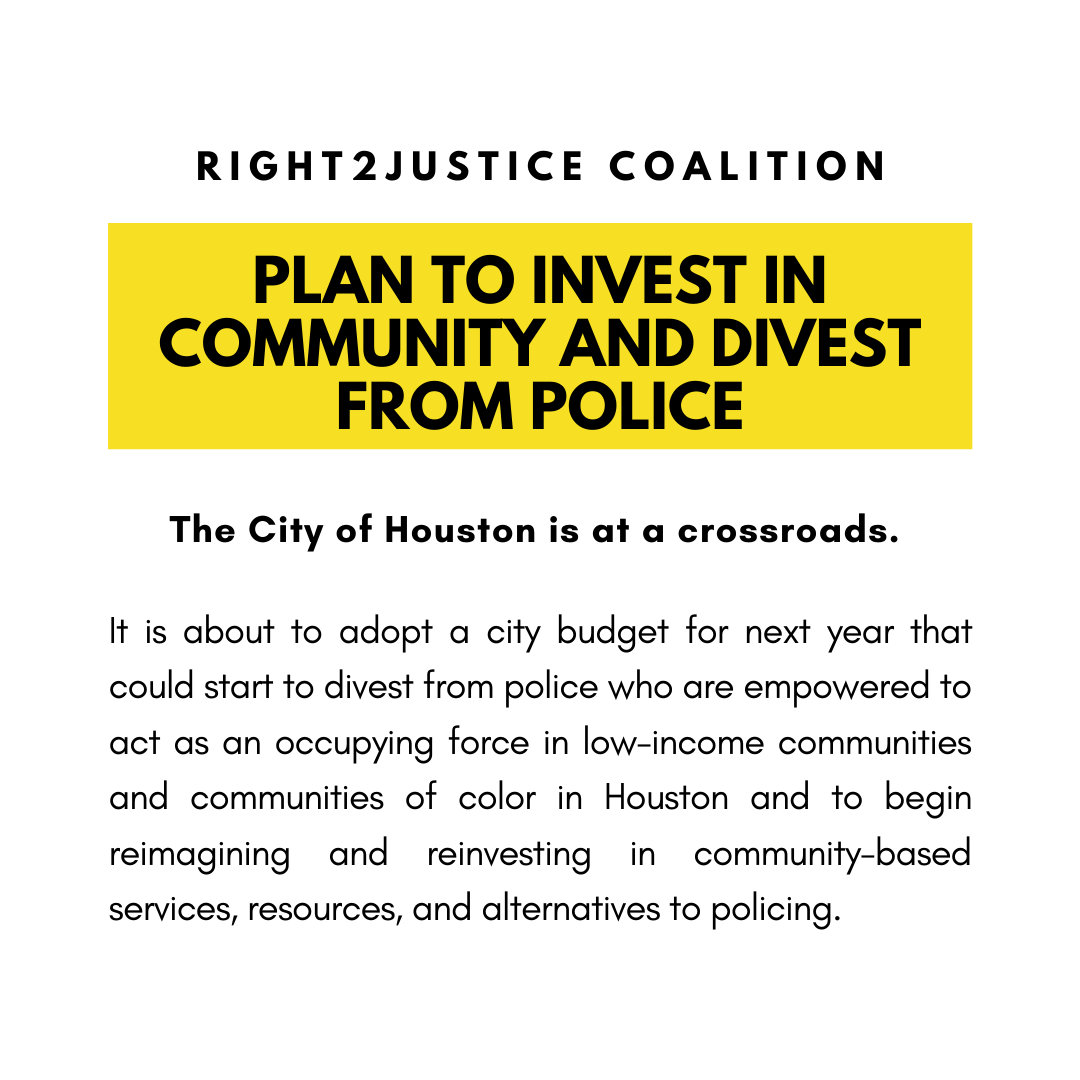 RIGHT2JUSTICE COALITION
PLAN TO INVEST IN
COMMUNITY AND DIVEST
FROM POLICE
The City of Houston is at a crossroads.
It is about to adopt a city budget for next year that
could start to divest from police who are empowered to
act as an occupying force in low-income communities
and communities of color in Houston and to begin
reimagining and reinvesting in community-based
services, resources, and alternatives to policing.